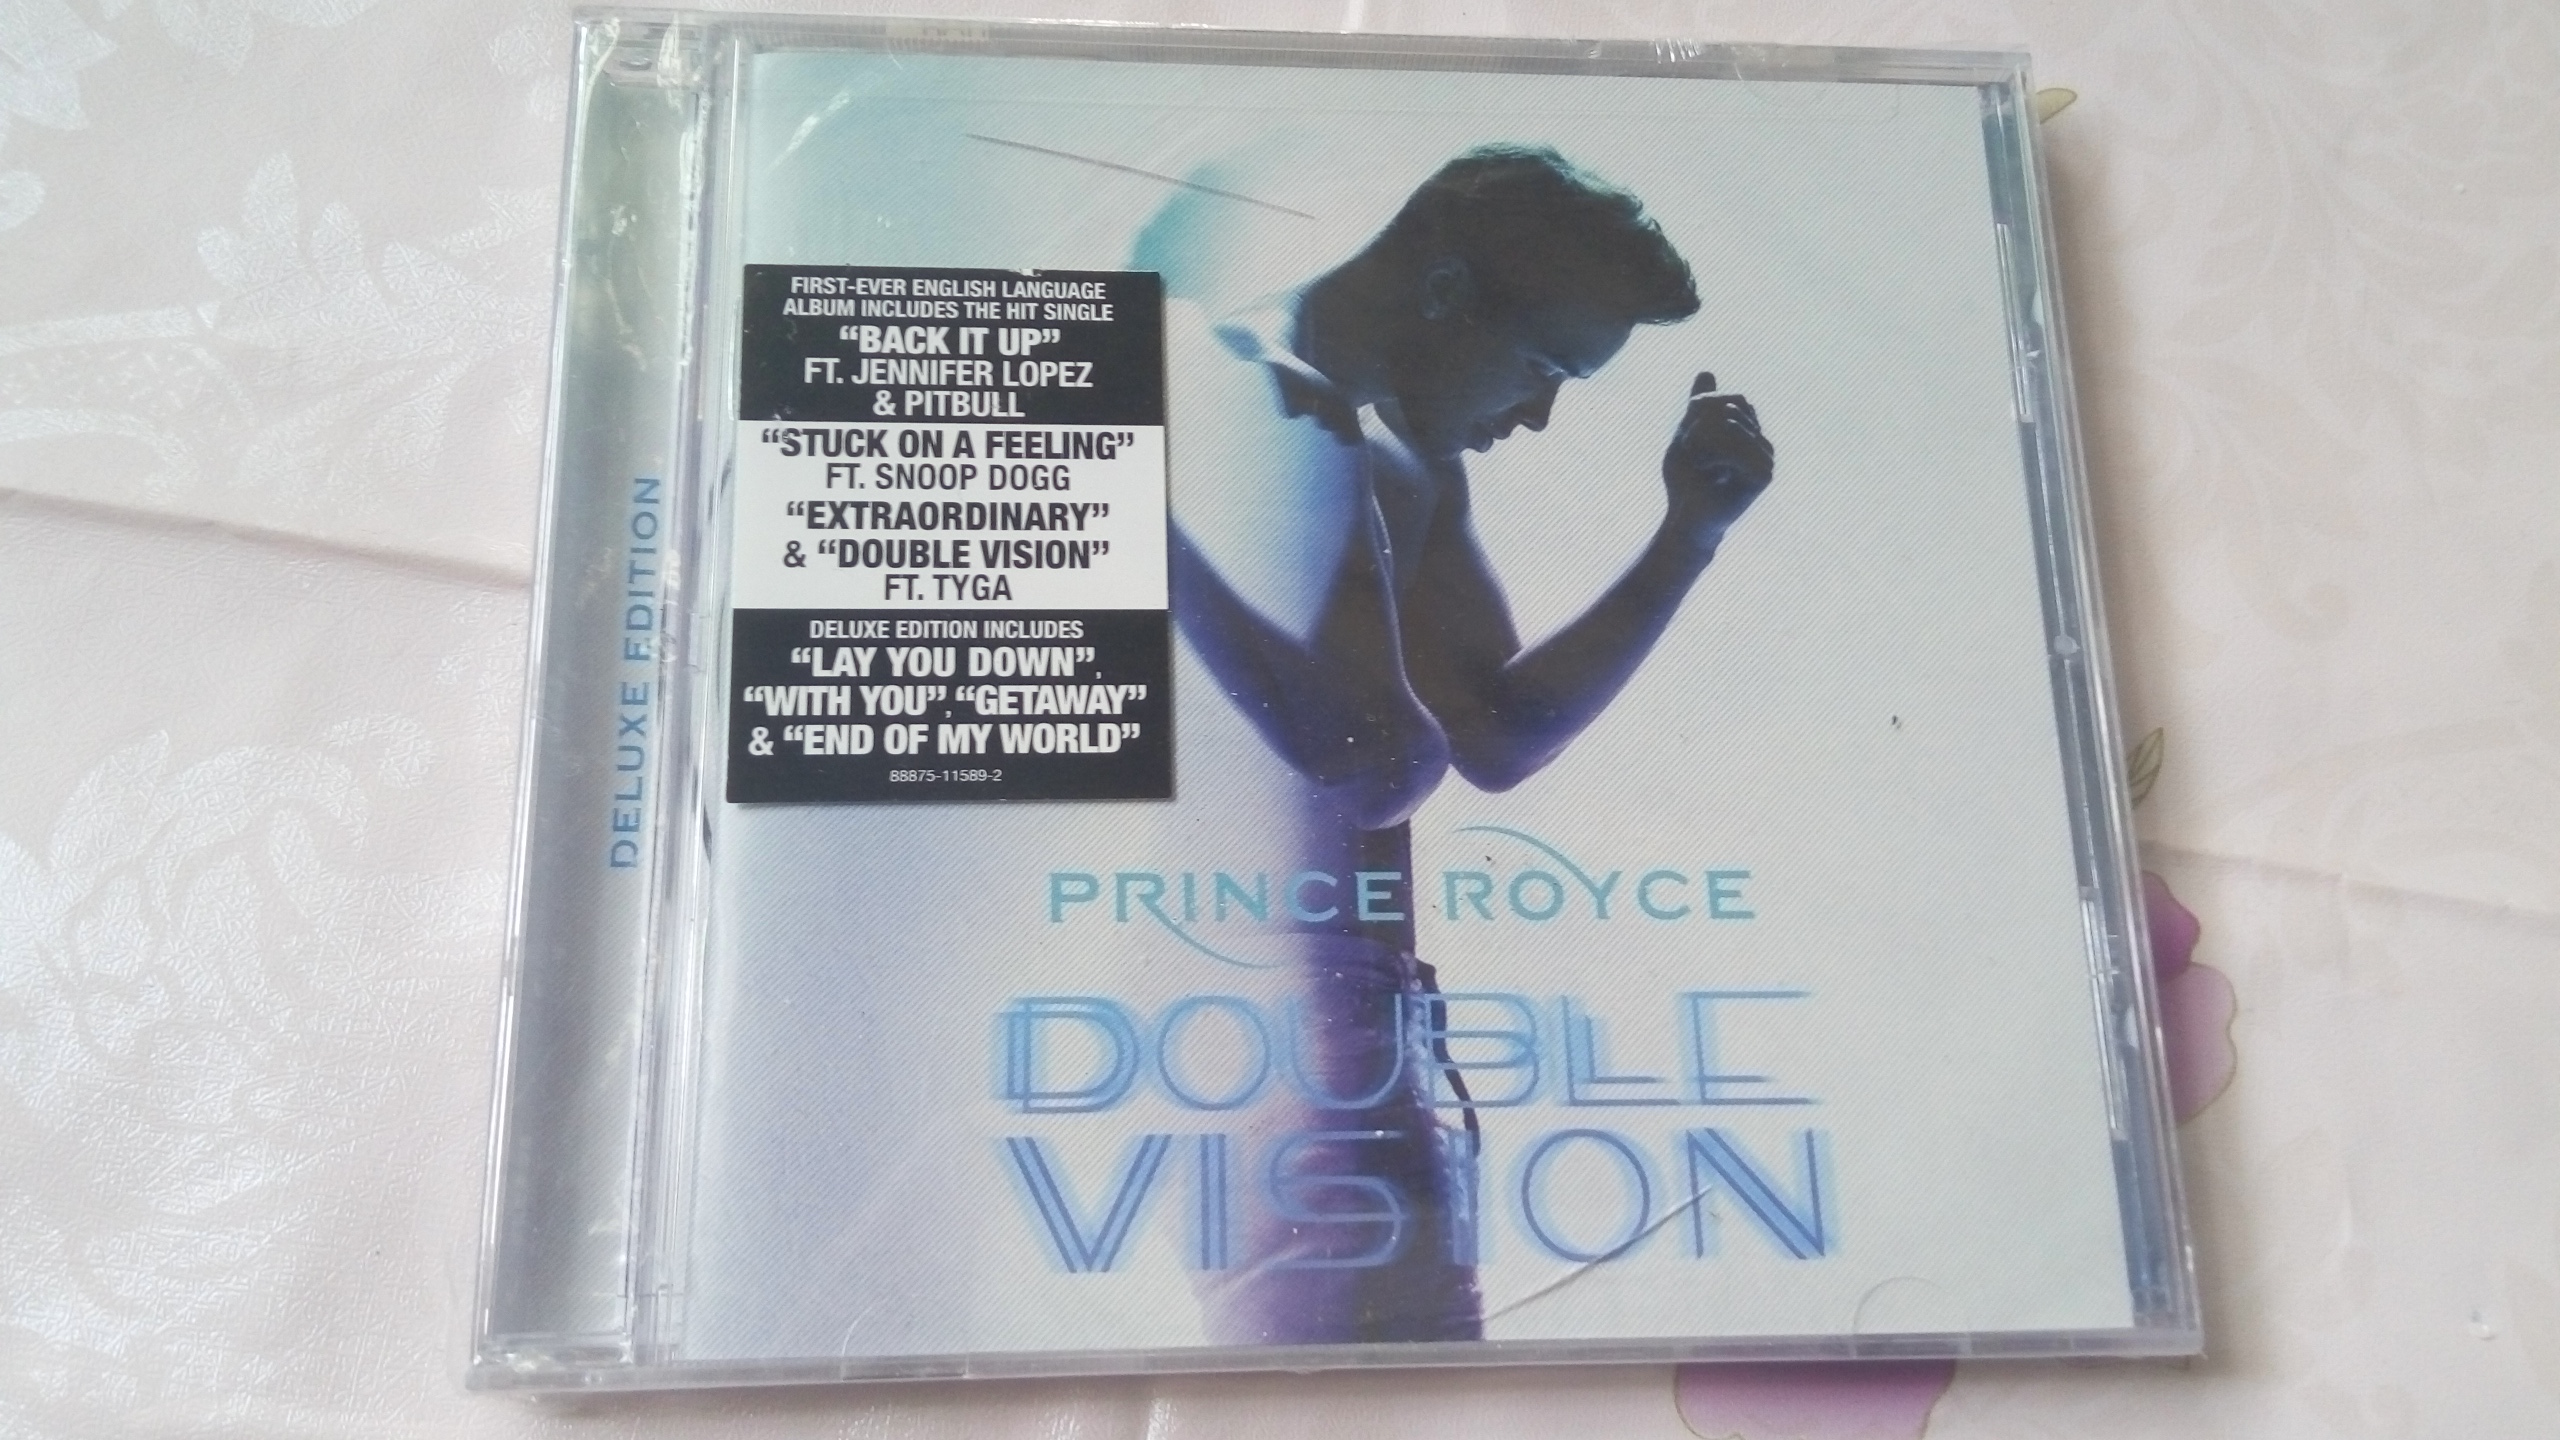 DELUXE EDITION
FIRST-EVER ENGLISH LANGUAGE
ALBUM INCLUDES THE HIT SINGLE
“BACK IT UP”
FT. JENNIFER LOPEZ
& PITBULL
“STUCK ON A FEELING”
FT. SNOOP DOGG
“EXTRAORDINARY”
& “DOUBLE VISION”
FT. TYGA
DELUXE EDITION INCLUDES
“LAY YOU DOWN”,
“WITH YOU”, “GETAWAY”
& “END OF MY WORLD”
88875-11589-2
PRINCE ROYCE
DOUBLE
VISION